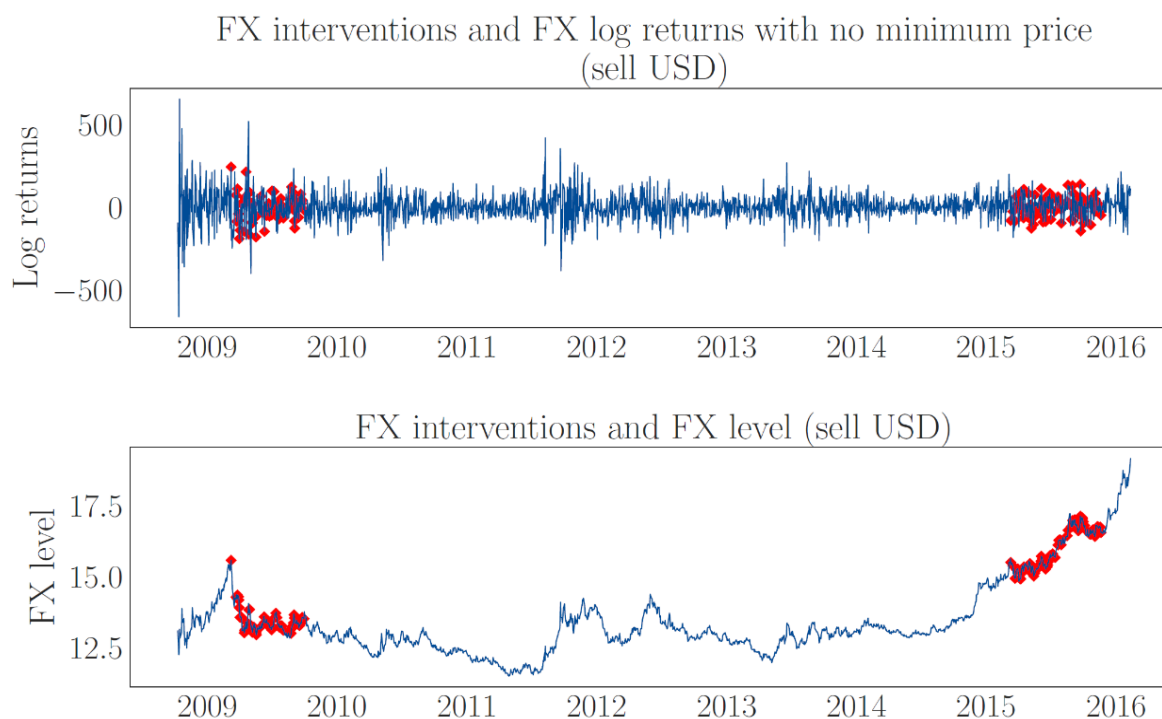 FX interventions and FX log returns with no minimum price
(sell USD)
Log returns
500
0
−500
2009 2010 2011 2012 2013 2014 2015 2016
FX interventions and FX level (sell USD)
FX level
17.5
15.0
12.5
2009 2010 2011 2012 2013 2014 2015 2016